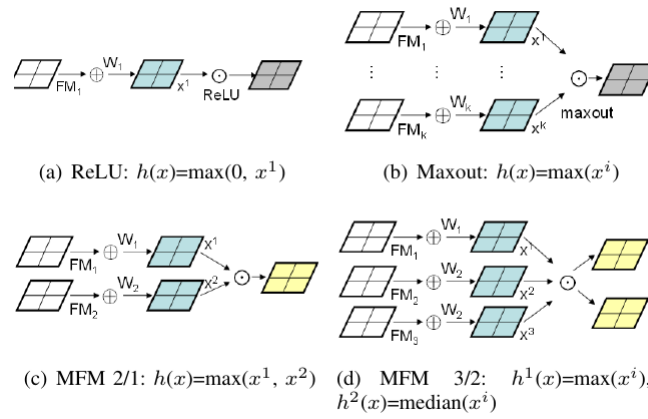 FM1 W1 x1 ReLU
(a) ReLU: h(x)=max(0, x1)
FM1 W1 x1
FMk Wk xk maxout
(b) Maxout: h(x)=max(xi)
FM1 W1 x1
FM2 W2 x2
(c) MFM 2/1: h(x)=max(x1, x2)
FM1 W1 x1
FM2 W2 x2
FM3 W2 x3
(d) MFM 3/2: h1(x)=max(xi),
h2(x)=median(xi)